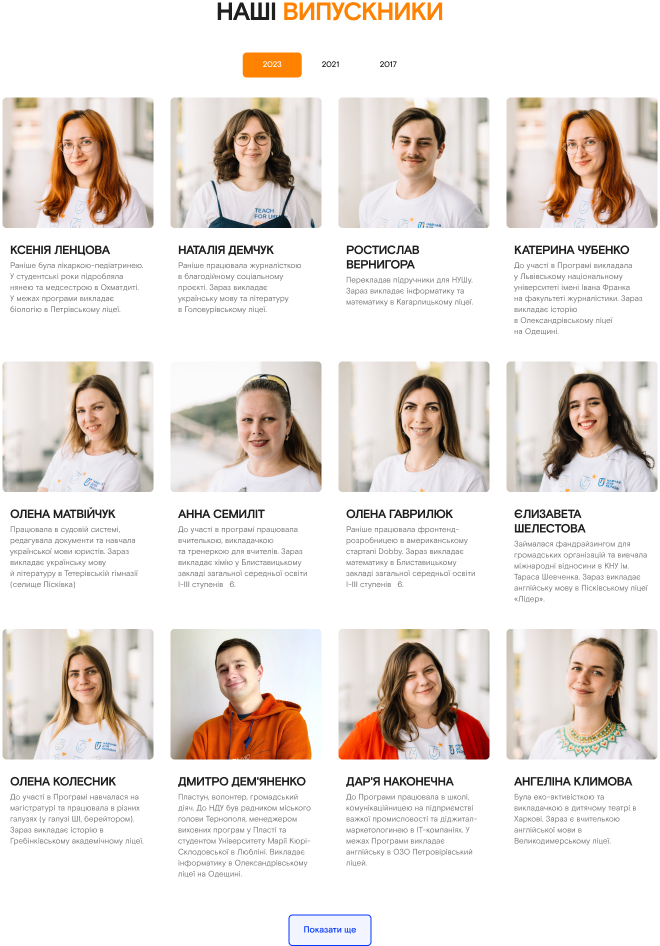 НАШІ ВИПУСКНИКИ
2023 2021 2017
TEACH
FOR UKR
КСЕНІЯ ЛЕНЦОВА
Раніше була лікаркою-педіатринею.
У студентські роки підробляла
нянею та медсестрою в Охматдиті.
У межах програми викладає
біологію в Петрівському ліцеї.
НАТАЛІЯ ДЕМЧУК
Раніше працювала журналісткою
в благодійному соціальному
проєкті. Зараз викладає
українську мову та літературу
в Головурівському ліцеї.
РОСТИСЛАВ
ВЕРНИГОРА
Перекладав підручники для НУШу.
Зараз викладає інформатику та
математику в Кагарлицькому ліцеї.
КАТЕРИНА ЧУБЕНКО
До участі в Програмі викладала
у Львівському національному
університеті імені Івана Франка
на факультеті журналістики. Зараз
викладає історію
в Олександрівському ліцеї
на Одещині.
ОЛЕНА МАТВІЙЧУК
Працювала в судовій системі,
редагувала документи та навчала
української мови юристів. Зараз
викладає українську мову
й літературу в Тетерівській гімназії
(селище Пісківка)
АННА СЕМИЛІТ
До участі в програмі працювала
вчителькою, викладачкою
та тренеркою для вчителів. Зараз
викладає хімію у Блиставицькому
закладі загальної середньої освіти
І–ІІІ ступенів 6.
ОЛЕНА ГАВРИЛЮК
Раніше працювала фронтенд-
розробницею в американському
стартапі Dobby. Зараз викладає
математику в Блиставицькому
закладі загальної середньої освіти
І–ІІІ ступенів 6.
ЄЛИЗАВЕТА
ШЕЛЕСТОВА
Займалася фандрайзингом для
громадських організацій та вивчала
міжнародні відносини в КНУ ім.
Тараса Шевченка. Зараз викладає
англійську мову в Пісківському ліцеї
«Лідер».
ОЛЕНА КОЛЕСНИК
До участі в Програмі навчалася на
магістратурі та працювала в різних
галузях (у галузі ШІ, берейтором).
Зараз викладає історію в
Гребінківському академічному ліцеї.
ДМИТРО ДЕМ'ЯНЕНКО
Пластун, волонтер, громадський
діяч. До НДУ був радником міського
голови Тернополя, менеджером
виховних програм у Пласті та
студентом Університету Марії Кюрі-
Склодовської в Любліні. Викладає
інформатику в Олександрівському
ліцеї на Одещині.
ДАР'Я НАКОНЕЧНА
До Програми працювала в школі,
комунікаційницею на підприємстві
важкої промисловості та діджитал-
маркетологинею в ІТ-компаніях. У
межах Програми викладає
англійську в ОЗО Петровірівський
ліцей.
АНГЕЛІНА КЛИМОВА
Була еко-активісткою та
викладачкою в дитячому театрі в
Харкові. Зараз є вчителькою
англійської мови в
Великодимерському ліцеї.
Показати ще